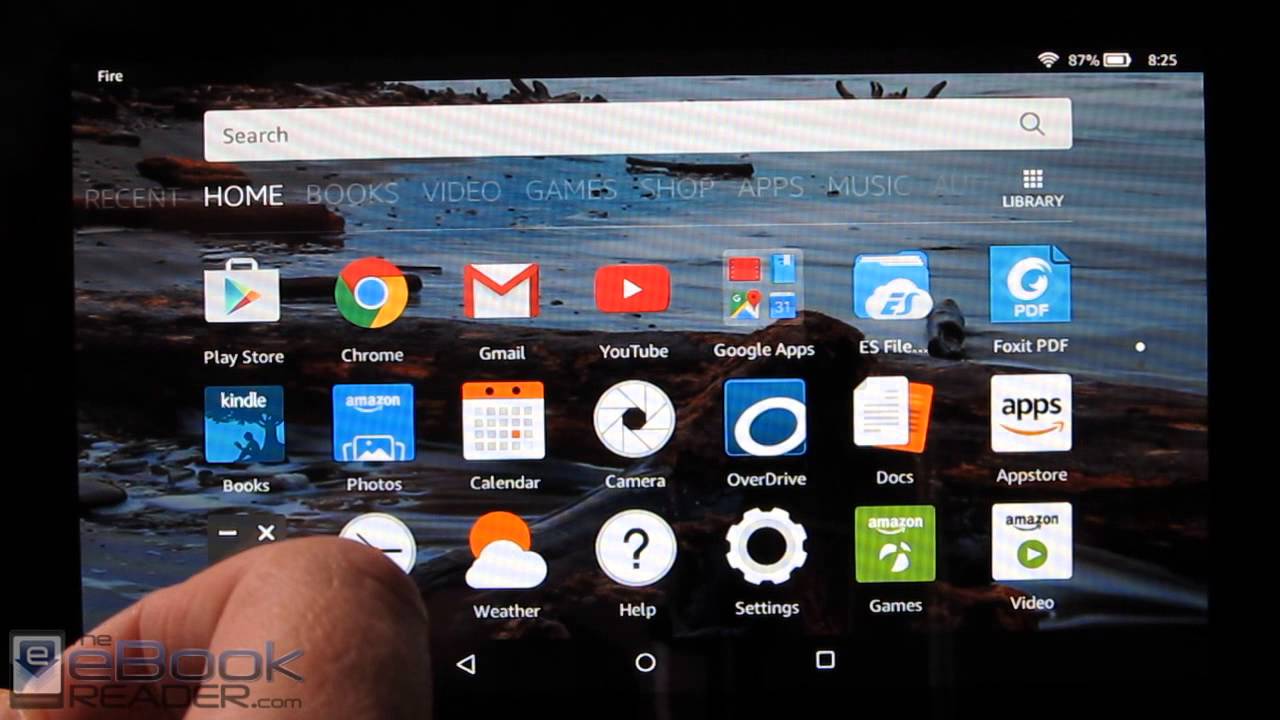 Fire 87% 8:25
Search
RECENT HOME BOOKS VIDEO GAMES SHOP APPS MUSIC LIBRARY
G 31 ES PDF
Play Store Chrome Gmail YouTube Google Apps ES File... Foxit PDF
kindle amazon apps
Books Photos Calendar Camera OverDrive Docs Appstore
? amazon amazon
Weather Help Settings Games Video
e the eBook
READER.com